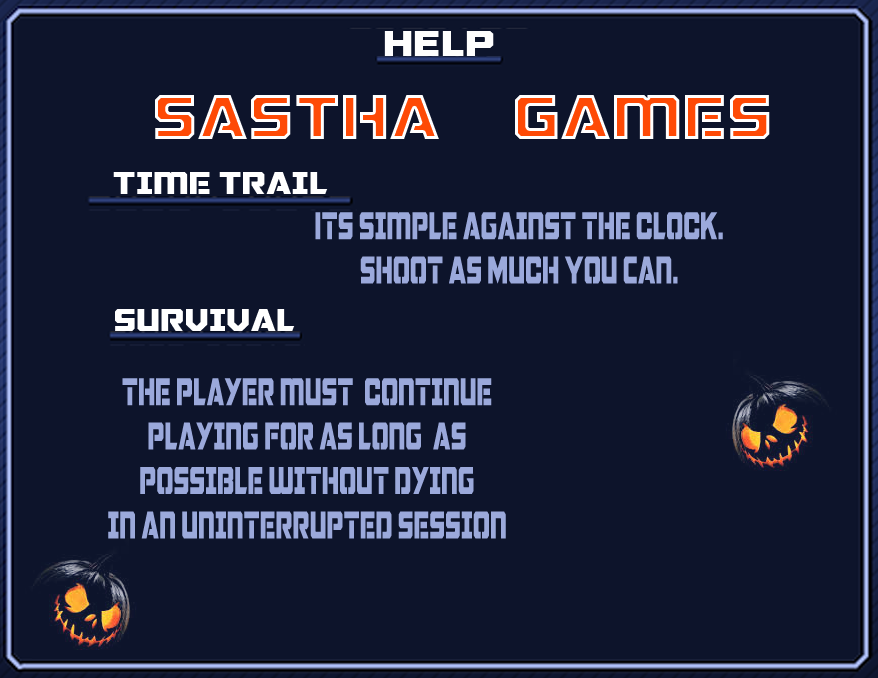 HELP
SASTHA GAMES
TIME TRAIL
ITS SIMPLE AGAINST THE CLOCK.
SHOOT AS MUCH YOU CAN.
SURVIVAL
THE PLAYER MUST CONTINUE
PLAYING FOR AS LONG AS
POSSIBLE WITHOUT DYING
IN AN UNINTERRUPTED SESSION